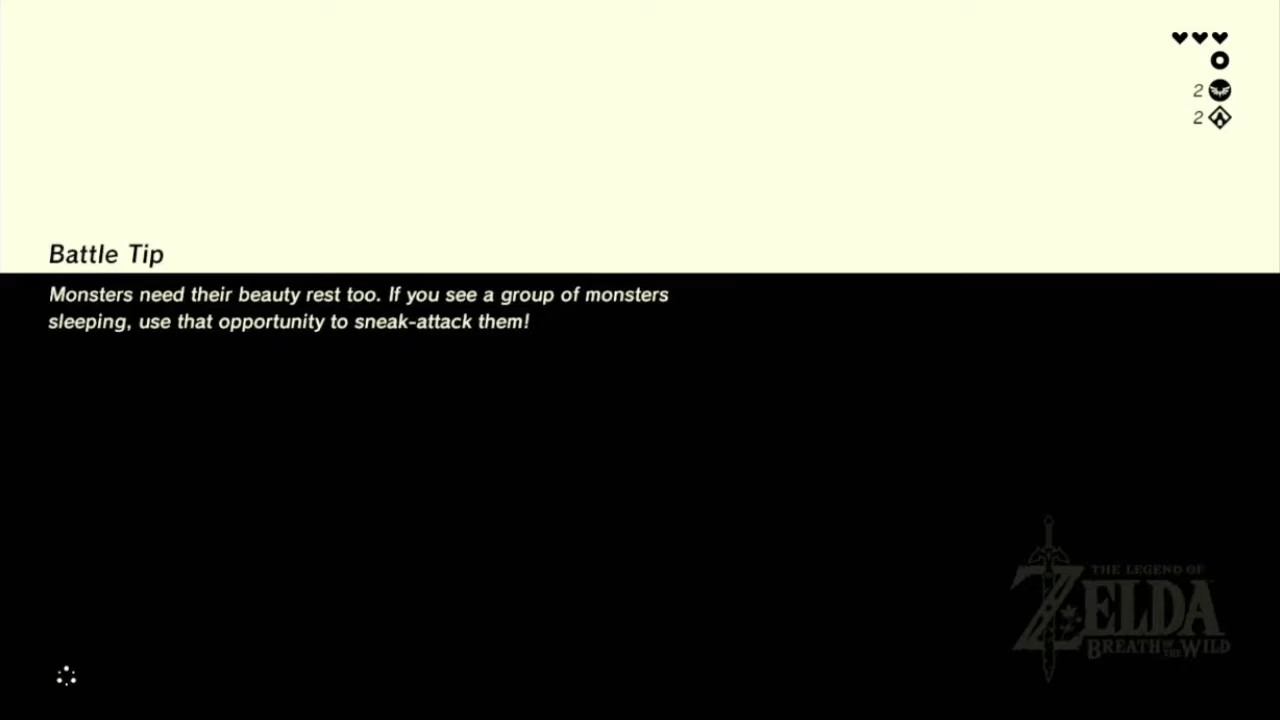 2
2
Battle Tip
Monsters need their beauty rest too. If you see a group of monsters
sleeping, use that opportunity to sneak-attack them!
THE LEGEND OF
ZELDA
BREATH OF THE WILD